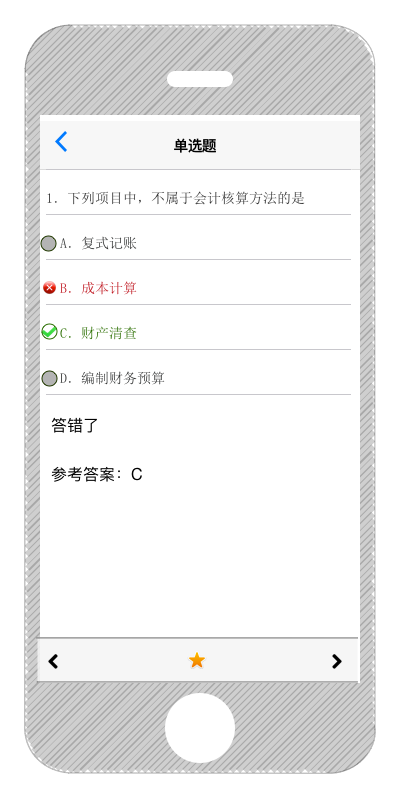 单选题
1. 下列项目中，不属于会计核算方法的是
A. 复式记账
B. 成本计算
C. 财产清查
D. 编制财务预算
答错了
参考答案：C